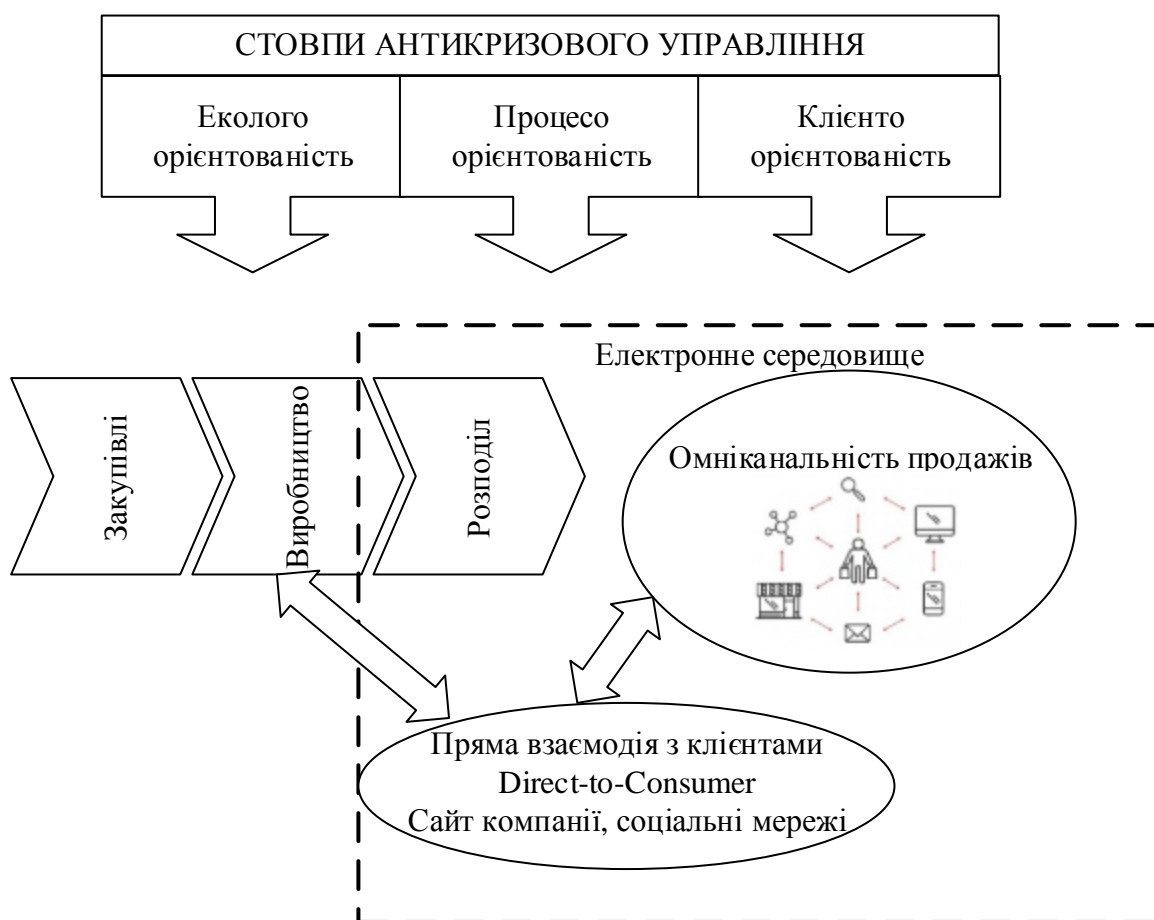 СТОВПИ АНТИКРИЗОВОГО УПРАВЛІННЯ
Еколого
орієнтованість
Процесо
орієнтованість
Клієнто
орієнтованість
Електронне середовище
Закупівлі
Виробництво
Розподіл
Омніканальність продажів
Пряма взаємодія з клієнтами
Direct-to-Consumer
Сайт компанії, соціальні мережі